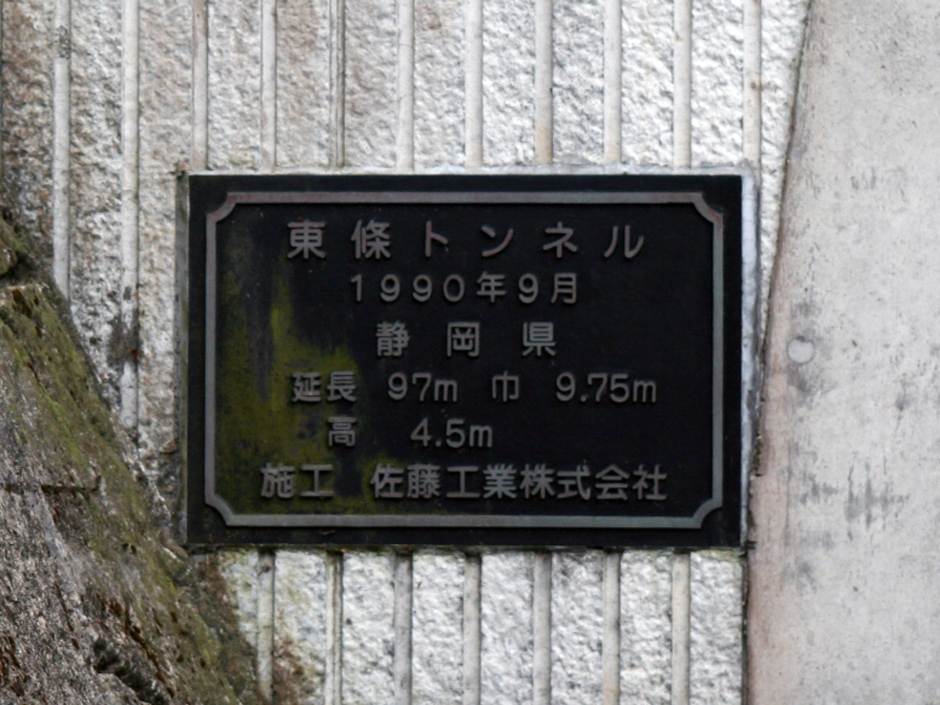 東條トンネル
1990年9月
静岡県
延長 97m 巾 9.75m
高 4.5m
施工 佐藤工業株式会社